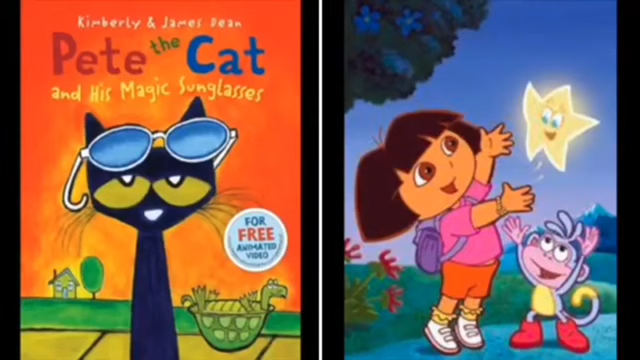 Kimberly & James Dean
Pete the Cat
and His Magic Sunglasses
FOR
FREE
ANIMATED
VIDEO